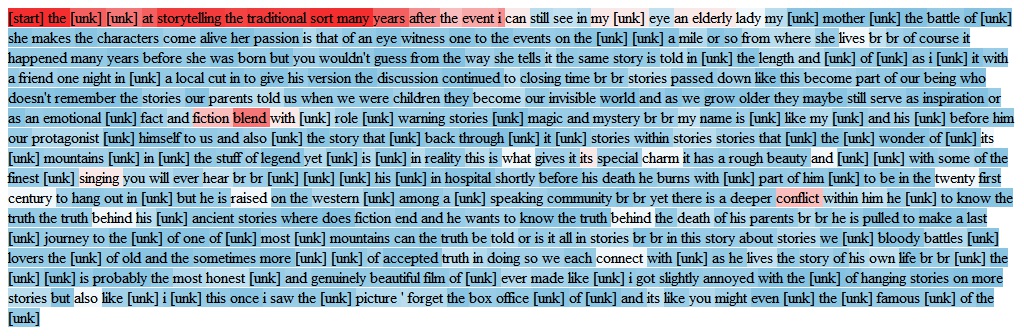 [start] the [unk] [unk] at storytelling the traditional sort many years after the event i can still see in my [unk] eye an elderly lady my [unk] mother the battle of [unk]
she makes the characters come alive her passion is that of an eye witness one to the events on the [unk] [unk] a mile or so from where she lives br br of course it
happened many years before she was born but you wouldn't guess from the way she tells it the same story is told in [unk] the length and [unk] of [unk] as i [unk] it with
a friend one night in [unk] a local cut in to give his version the discussion continued to closing time br br stories passed down like this become part of our being who
doesn't remember the stories our parents told us when we were children they become our invisible world and as we grow older they maybe still serve as inspiration or
as an emotional [unk] fact and fiction blend with [unk] role [unk] warning stories [unk] magic and mystery br br my name is [unk] like my [unk] and his [unk] before him
our protagonist [unk] himself to us and also [unk] the story that [unk] back through [unk] it [unk] stories within stories stories that [unk] the [unk] wonder of [unk] its
[unk] mountains [unk] in [unk] the stuff of legend yet [unk] is [unk] in reality this is what gives it its special charm it has a rough beauty and [unk] with some of the
finest [unk] singing you will ever hear br br [unk] [unk] his [unk] in hospital shortly before his death he burns with [unk] part of him [unk] to be in the twenty first
century to hang out in [unk] but he is raised on the western [unk] among a [unk] speaking community br br yet there is a deeper conflict within him he [unk] to know the
truth the truth behind his [unk] ancient stories where does fiction end and he wants to know the truth behind the death of his parents br br he is pulled to make a last
[unk] journey to the [unk] of one of [unk] most [unk] mountains can the truth be told or is it all in stories br br in this story about stories we [unk] bloody battles [unk]
lovers the [unk] of old and the sometimes more [unk] [unk] of accepted truth in doing so we each connect with [unk] as he lives the story of his own life br br [unk] the
[unk] [unk] is probably the most honest [unk] and genuinely beautiful film of [unk] ever made like [unk] i got slightly annoyed with the [unk] of hanging stories on more
stories but also like [unk] i [unk] this once i saw the [unk] picture ' forget the box office [unk] of [unk] and its like you might even [unk] the [unk] famous [unk] of the
[unk]